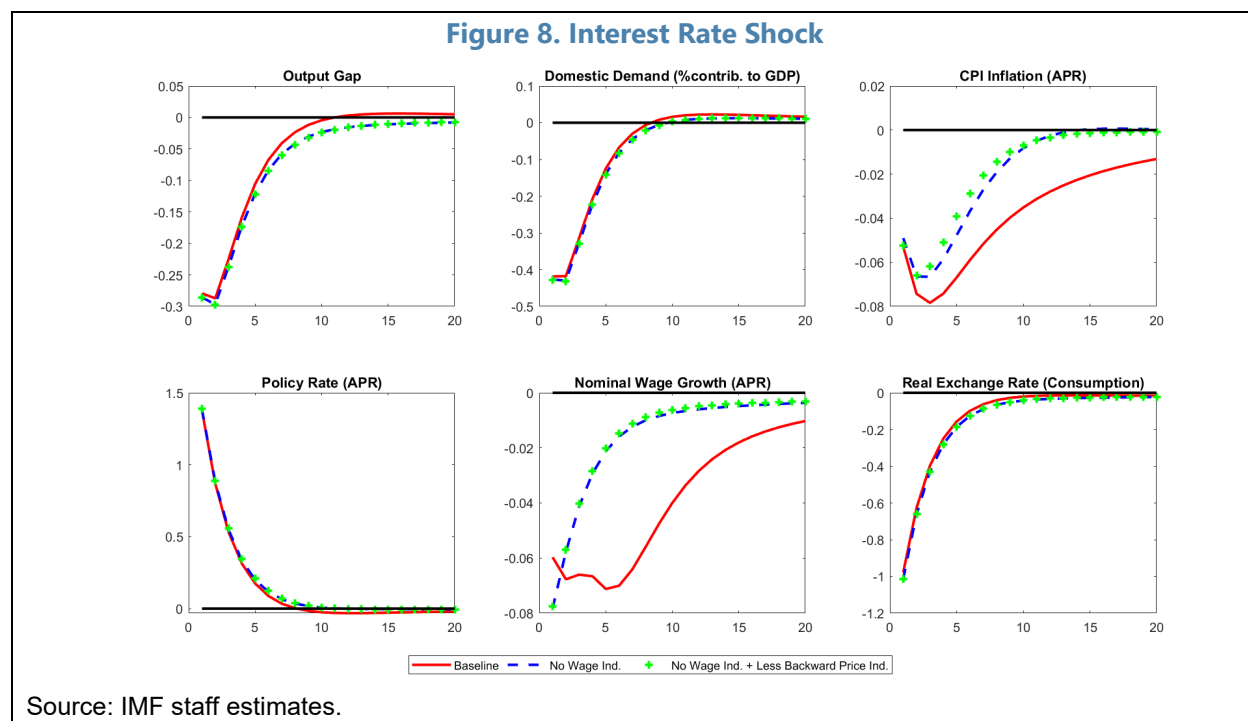 Figure 8. Interest Rate Shock
Output Gap
0.05
0
-0.05
-0.1
-0.15
-0.2
-0.25
-0.3
0 5 10 15 20
Domestic Demand (%contrib. to GDP)
0.1
0
-0.1
-0.2
-0.3
-0.4
-0.5
0 5 10 15 20
CPI Inflation (APR)
0.02
0
-0.02
-0.04
-0.06
-0.08
0 5 10 15 20
Policy Rate (APR)
1.5
1
0.5
0
0 5 10 15 20
Nominal Wage Growth (APR)
0
-0.02
-0.04
-0.06
-0.08
0 5 10 15 20
Real Exchange Rate (Consumption)
0
-0.2
-0.4
-0.6
-0.8
-1
-1.2
0 5 10 15 20
Baseline No Wage Ind. No Wage Ind. + Less Backward Price Ind.
Source: IMF staff estimates.